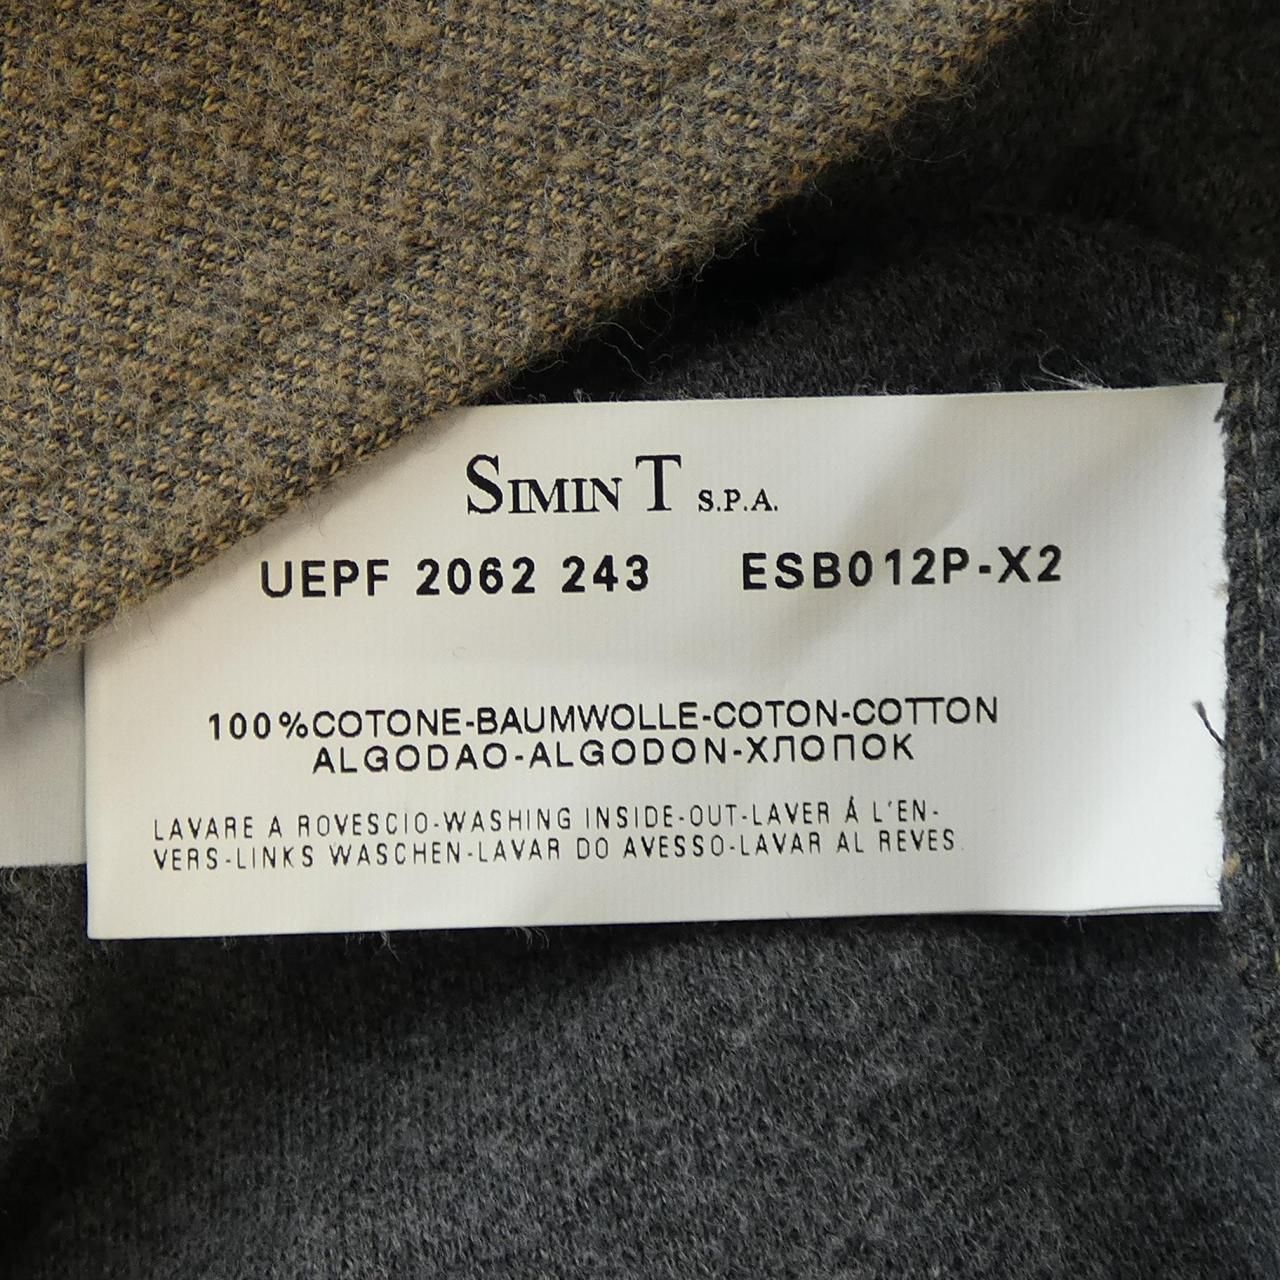 SIMIN T S.P.A.
UEPF 2062 243 ESB012P-X2
100%COTONE-BAUMWOLLE-COTON-COTTON
ALGODAO-ALGODON-ХЛОПОК
LAVARE A ROVESCIO-WASHING INSIDE-OUT-LAVER Á L'EN-
VERS-LINKS WASCHEN-LAVAR DO AVESSO-LAVAR AL REVES.